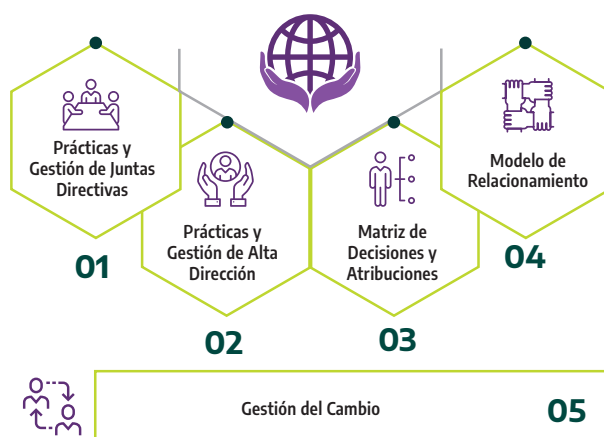 Prácticas y
Gestión de Juntas
Directivas
01
Prácticas y
Gestión de Alta
Dirección
02
Matriz de
Decisiones y
Atribuciones
03
Modelo de
Relacionamiento
04
Gestión del Cambio
05